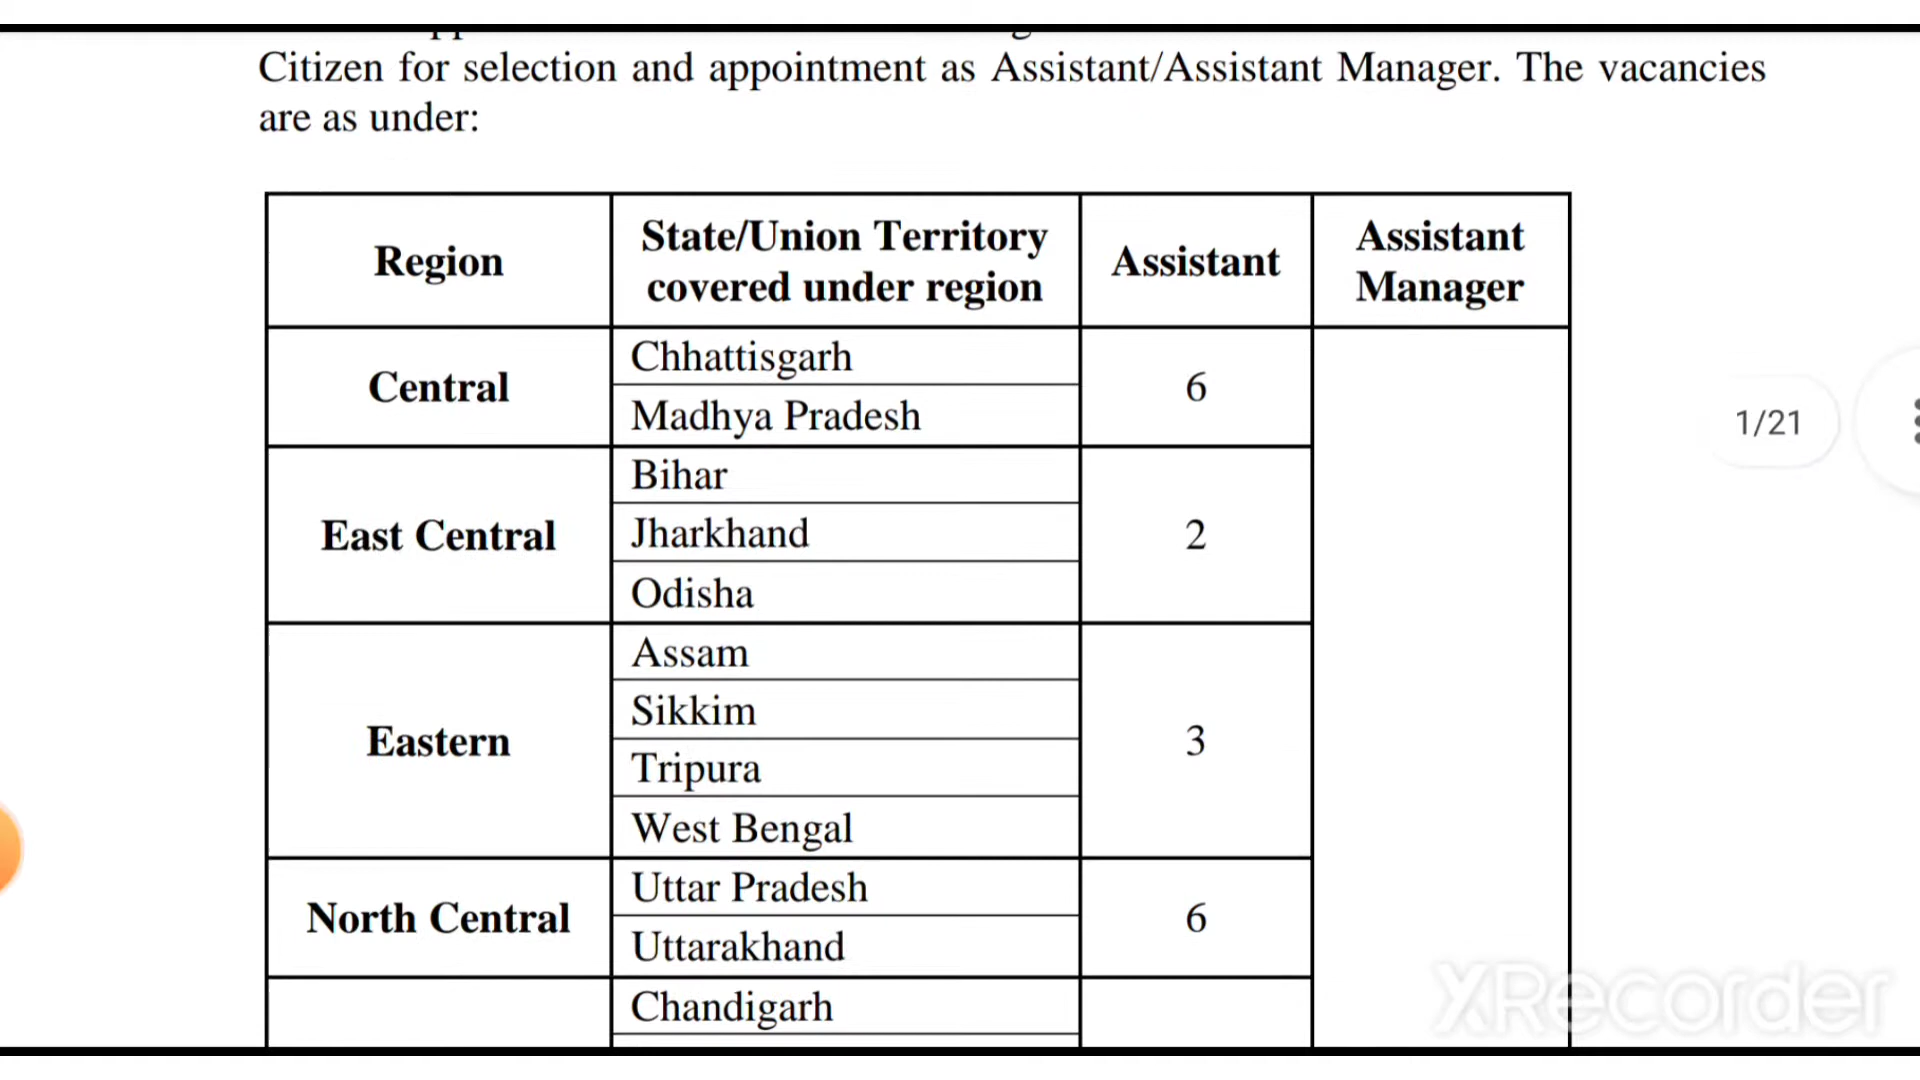 Citizen for selection and appointment as Assistant/Assistant Manager. The vacancies
are as under:
Region
State/Union Territory
covered under region
Assistant
Assistant
Manager
Central
Chhattisgarh
Madhya Pradesh
6
East Central
Bihar
Jharkhand
Odisha
2
Eastern
Assam
Sikkim
Tripura
West Bengal
3
North Central
Uttar Pradesh
Uttarakhand
6
Chandigarh
1/21
XRecorder